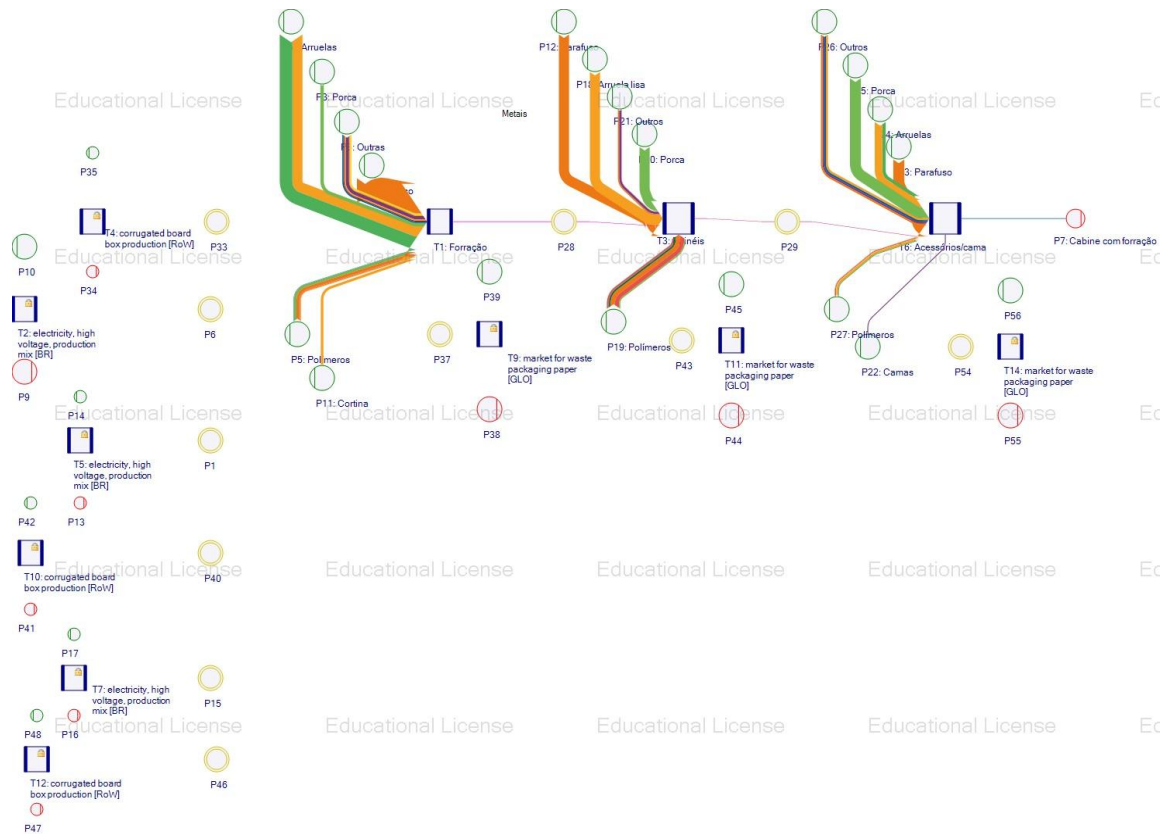 Arruelas
P12: Parafuso
P26: Outros
P3: Porca
P18: Arruela lisa
5: Porca
Educational License
Educational License
Educational License
Educational License
Metais
P21: Outros
4: Arruelas
: Outras
0: Porca
3: Parafuso
P35
T4: corrugated board
box production [RoW]
P33
T1: Forração
P28
P29
T6: Acessórios/cama
P7: Cabine com forração
Educational License
Educational License
Educational License
Educational License
P10
P34
P39
P45
P56
T2: electricity, high
voltage, production
mix [BR]
P6
P5: Polímeros
P37
T9: market for waste
packaging paper
[GLO]
P19: Polímeros
P43
T11: market for waste
packaging paper
[GLO]
P27: Polímeros
P22: Camas
P54
T14: market for waste
packaging paper
[GLO]
P9
P11: Cortina
P14
Educational License
Educational License
Educational License
Educational License
P38
P44
P55
T5: electricity, high
voltage, production
mix [BR]
P1
P42
P13
T10: corrugated board
box production [RoW]
P40
Educational License
Educational License
Educational License
Educational License
P41
P17
T7: electricity, high
voltage, production
mix [BR]
P15
P48
P16
Educational License
Educational License
Educational License
Educational License
T12: corrugated board
box production [RoW]
P46
P47